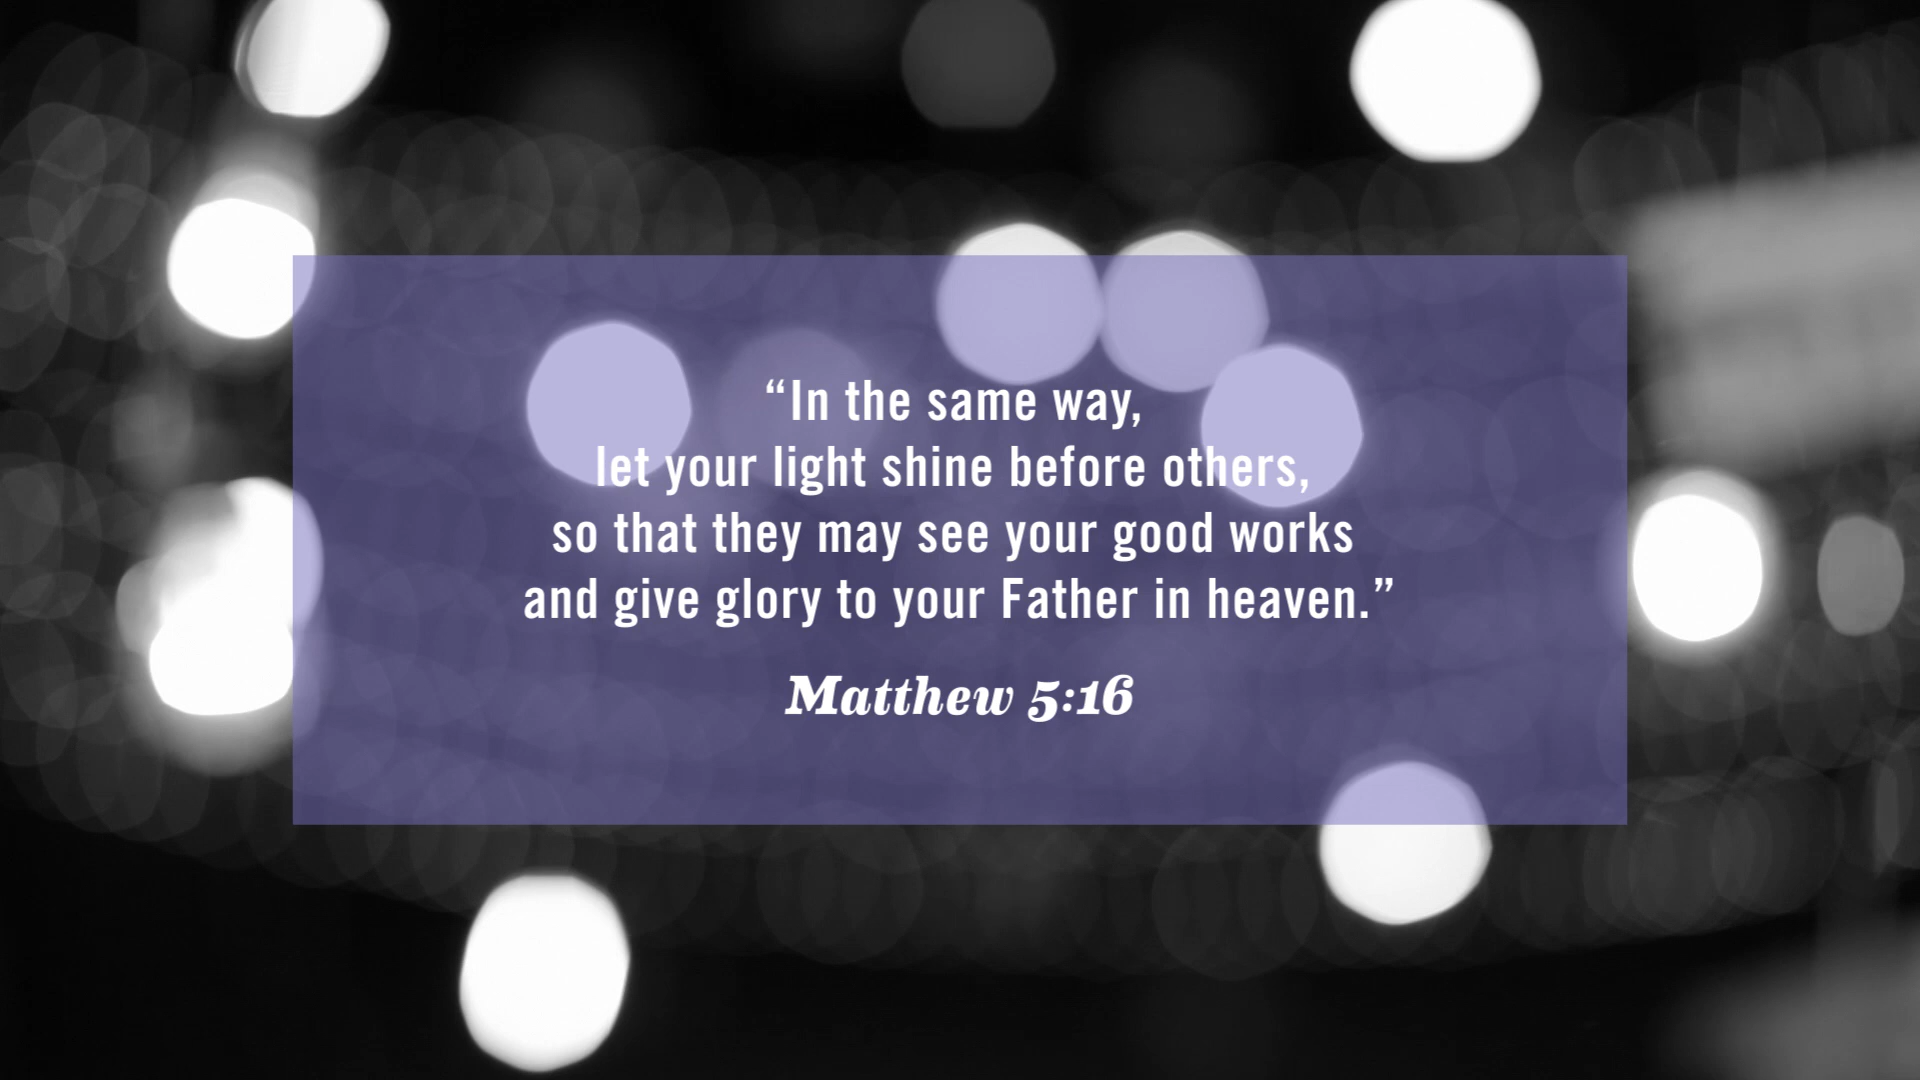 “In the same way,
let your light shine before others,
so that they may see your good works
and give glory to your Father in heaven.”
Matthew 5:16